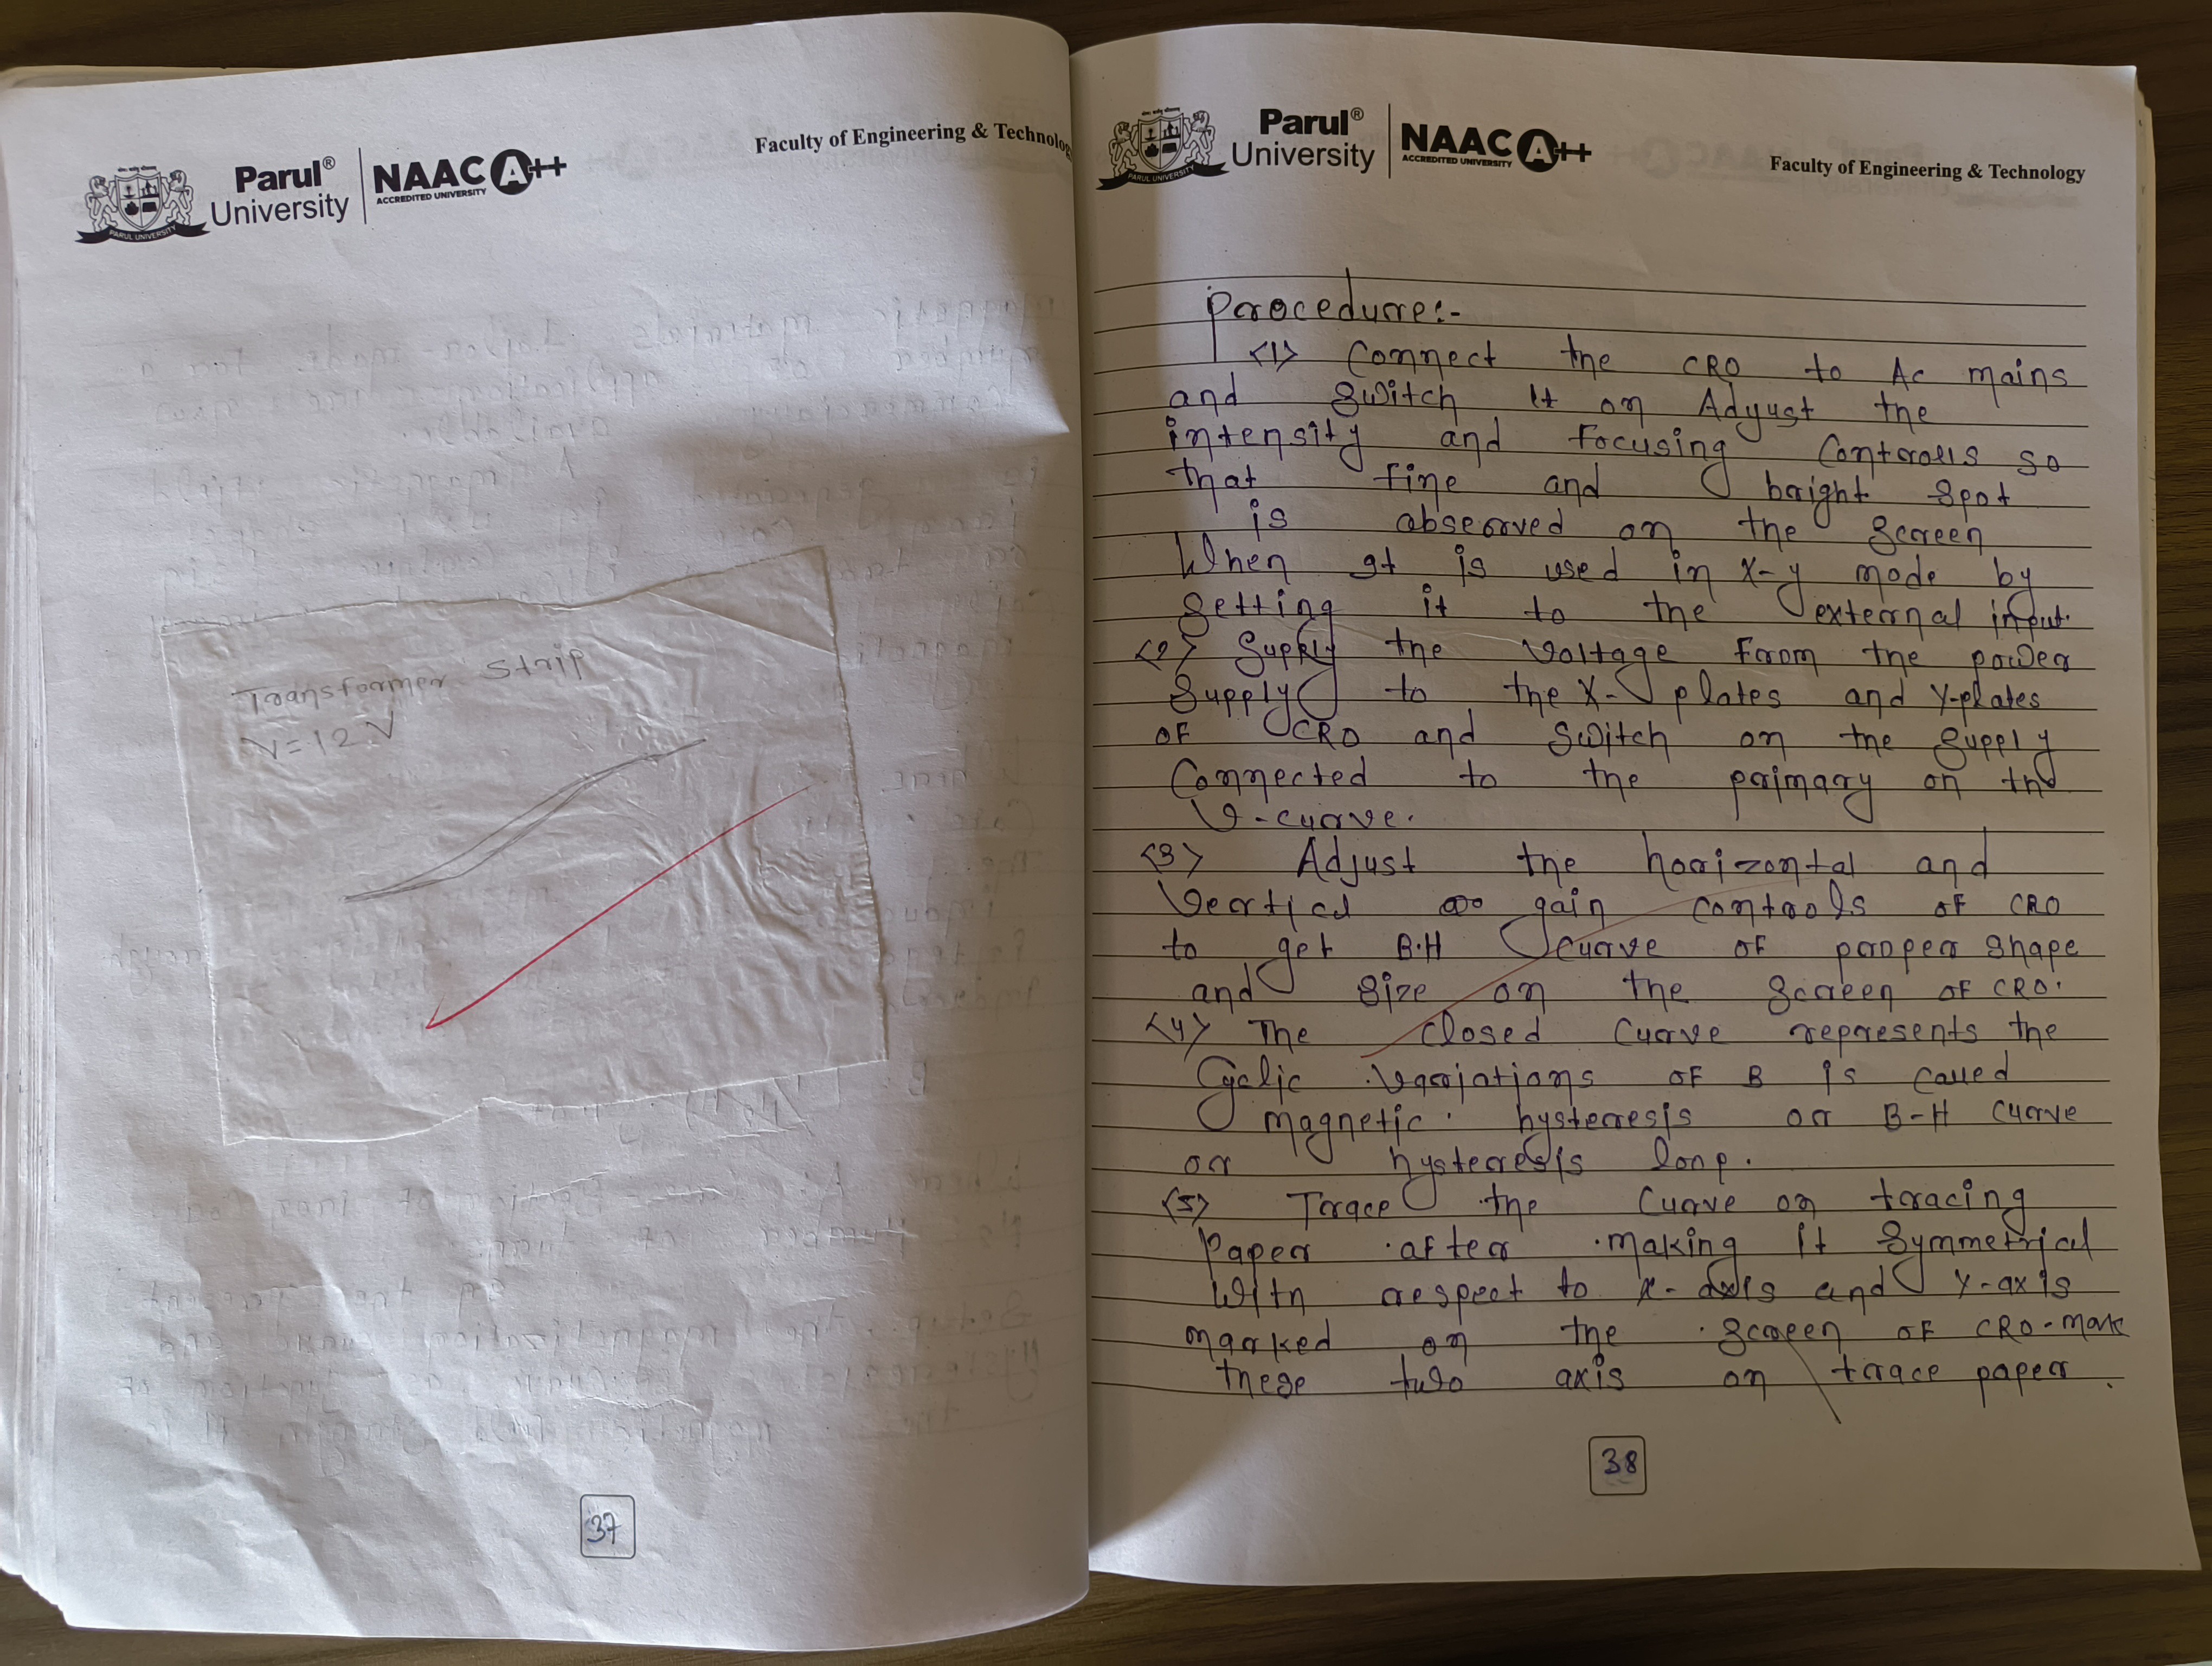 Parul®
University
NAAC A++
ACCREDITED UNIVERSITY
PARUL UNIVERSITY
Faculty of Engineering & Technolog
Transformer Strip
V=12 V
37
Parul®
University
NAAC A++
ACCREDITED UNIVERSITY
PARUL UNIVERSITY
Faculty of Engineering & Technology
Procedure:-
<1> Connect the CRO to Ac mains
and switch It on Adjust the
intensity and focusing Controlls so
that fine and bright spot
is observed on the screen
When It is used in X-y mode by
setting it to the external input.
<2> Supply the Voltage from the power
Supply to the X- plates and Y-plates
of CRO and Switch on the supply
Connected to the primary on the
V-curve.
<3> Adjust the horizontal and
Vertical gain controls of CRO
to get B.H curve of proper shape
and size on the screen of CRO.
<4> The closed curve represents the
Cyclic Variations of B is called
magnetic hysteresis or B-H curve
or hysteresis loop.
<5> Trace the curve on tracing
paper after making it symmetrical
with respect to x-axis and Y-axis
marked on the screen of CRO-Mark
these two axis on trace paper.
38